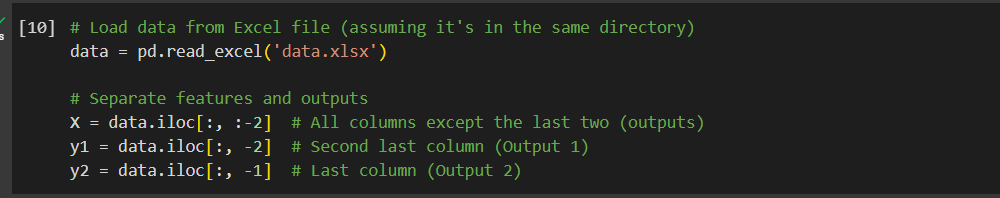 [10] # Load data from Excel file (assuming it's in the same directory)
data = pd.read_excel('data.xlsx')
# Separate features and outputs
X = data.iloc[:, :-2]  # All columns except the last two (outputs)
y1 = data.iloc[:, -2]  # Second last column (Output 1)
y2 = data.iloc[:, -1]  # Last column (Output 2)
s